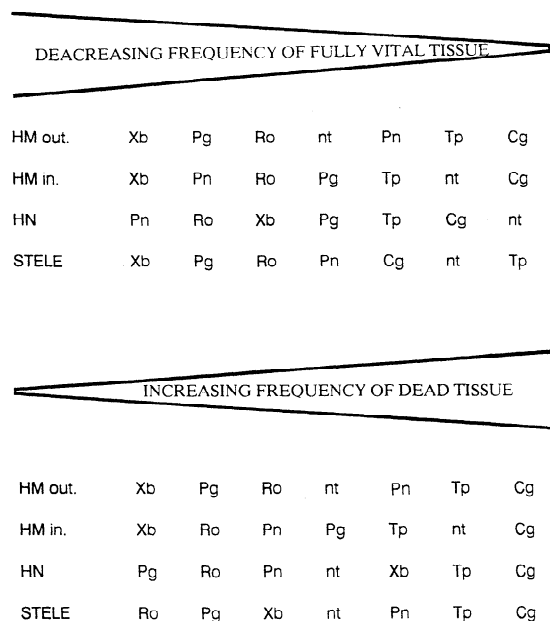 DEACREASING FREQUENCY OF FULLY VITAL TISSUE
HM out. Xb Pg Ro nt Pn Tp Cg
HM in. Xb Pn Ro Pg Tp nt Cg
HN Pn Ro Xb Pg Tp Cg nt
STELE Xb Pg Ro Pn Cg nt Tp
INCREASING FREQUENCY OF DEAD TISSUE
HM out. Xb Pg Ro nt Pn Tp Cg
HM in. Xb Ro Pn Pg Tp nt Cg
HN Pg Ro Pn nt Xb Tp Cg
STELE Ro Pg Xb nt Pn Tp Cg